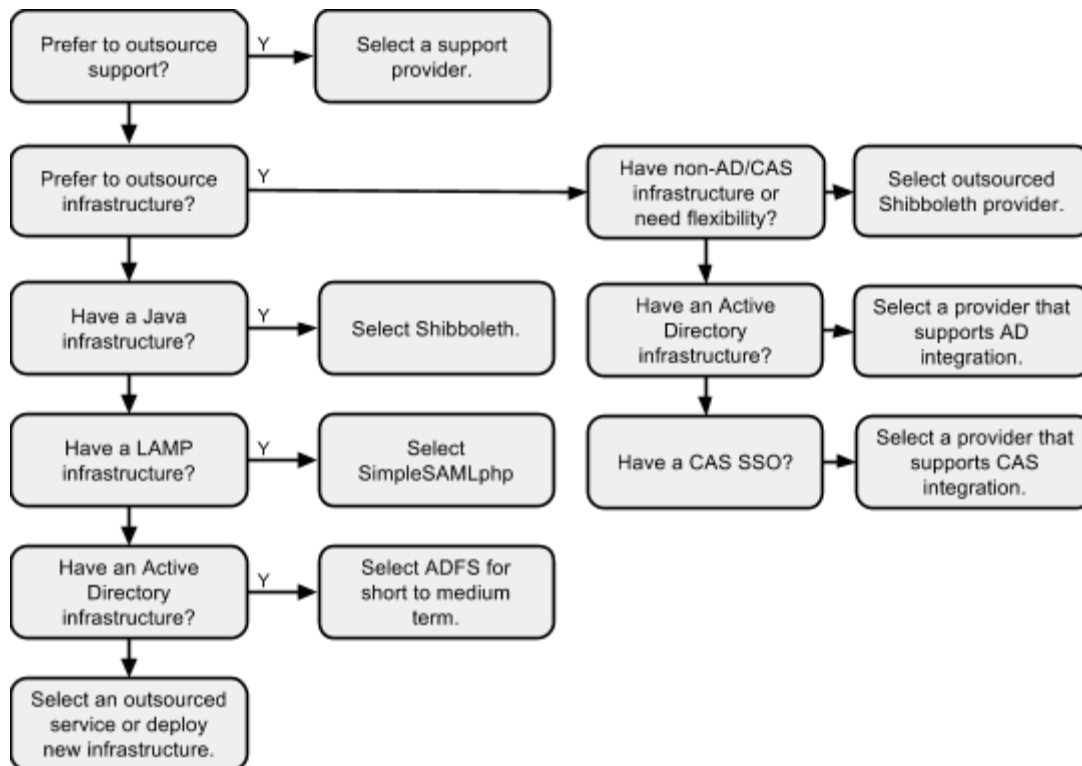 Prefer to outsource
support?
Y
Select a support
provider.
Prefer to outsource
infrastructure?
Y
Have non-AD/CAS
infrastructure or
need flexibility?
Select outsourced
Shibboleth provider.
Have a Java
infrastructure?
Y
Select Shibboleth.
Have an Active
Directory
infrastructure?
Select a provider that
supports AD
integration.
Have a LAMP
infrastructure?
Y
Select
SimpleSAMLphp
Have a CAS SSO?
Select a provider that
supports CAS
integration.
Have an Active
Directory
infrastructure?
Y
Select ADFS for
short to medium
term.
Select an outsourced
service or deploy
new infrastructure.